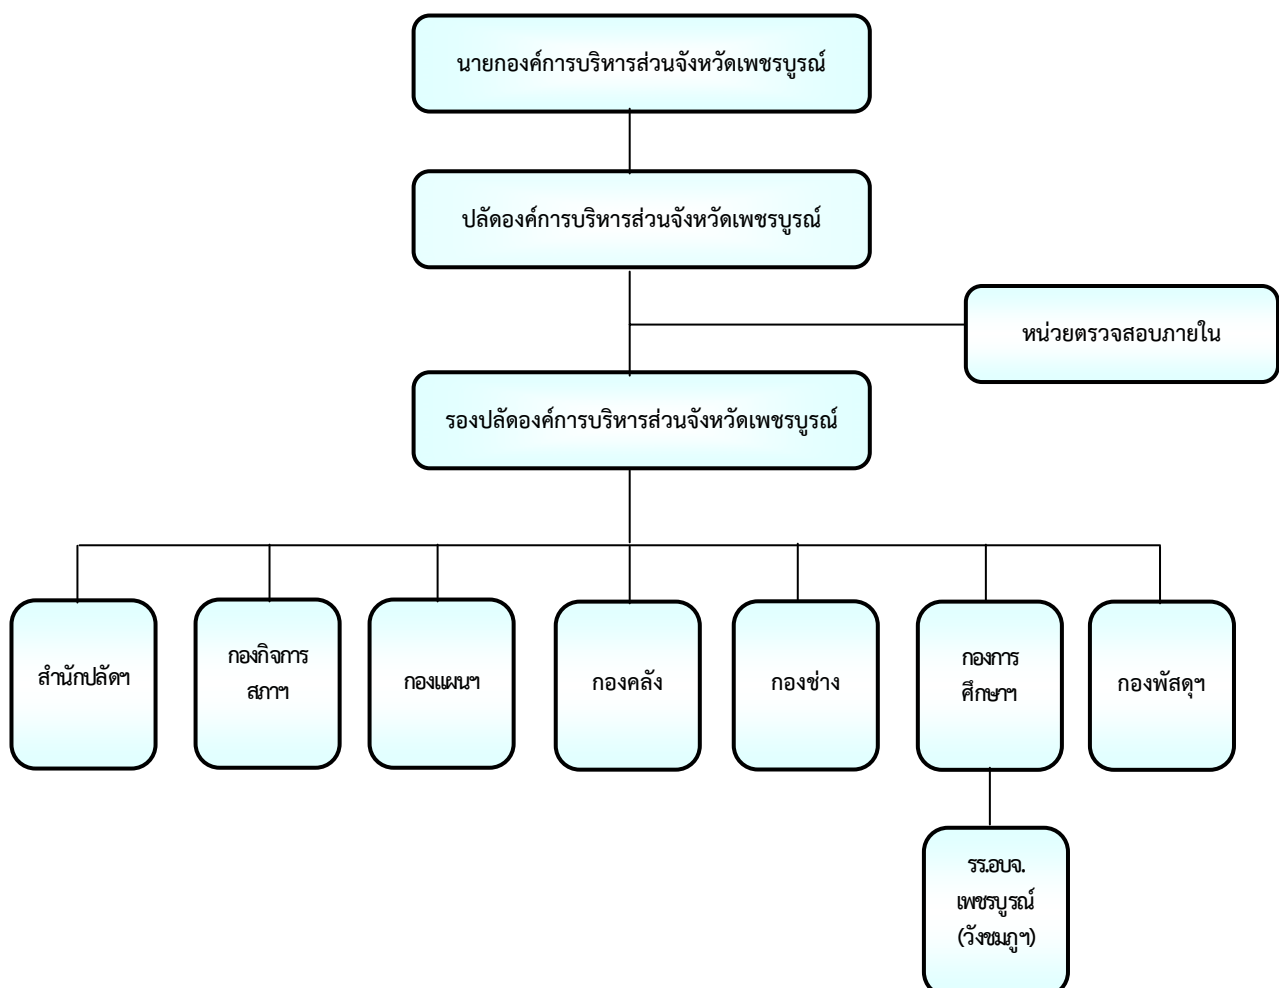 นายกองค์การบริหารส่วนจังหวัดเพชรบูรณ์
ปลัดองค์การบริหารส่วนจังหวัดเพชรบูรณ์
หน่วยตรวจสอบภายใน
รองปลัดองค์การบริหารส่วนจังหวัดเพชรบูรณ์
สำนักปลัดฯ
กองกิจการ
สภาฯ
กองแผนฯ
กองคลัง
กองช่าง
กองการ
ศึกษาฯ
กองพัสดุฯ
รร.อบจ.
เพชรบูรณ์
(วังชมภูฯ)